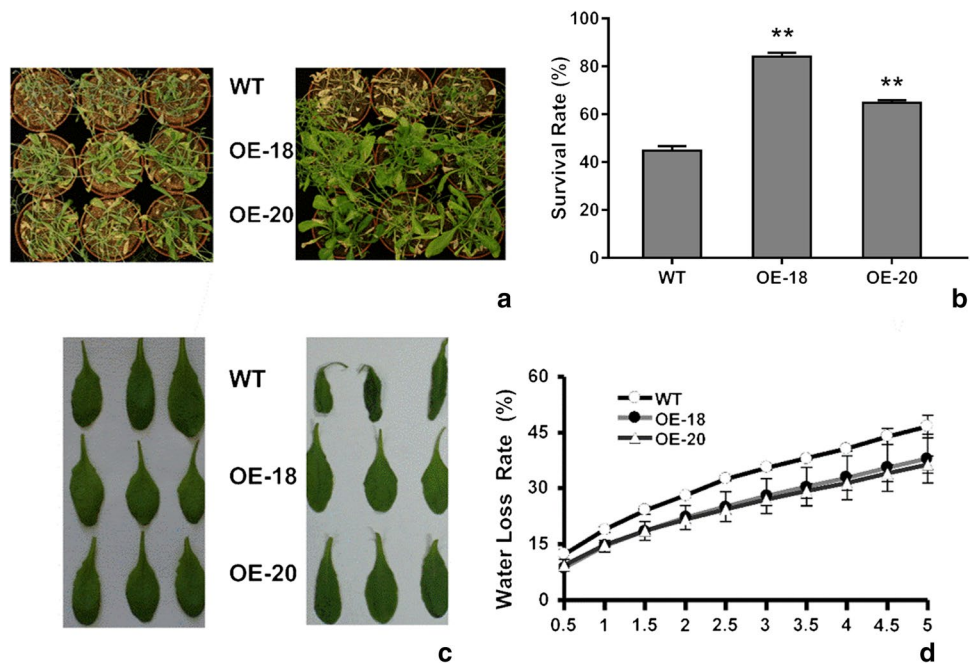 WT
OE-18
OE-20
a
Survival Rate (%)
100
80
60
40
20
0
**
**
WT
OE-18
OE-20
b
WT
OE-18
OE-20
c
Water Loss Rate (%)
60
45
30
15
0
WT
OE-18
OE-20
0.5 1 1.5 2 2.5 3 3.5 4 4.5 5
d